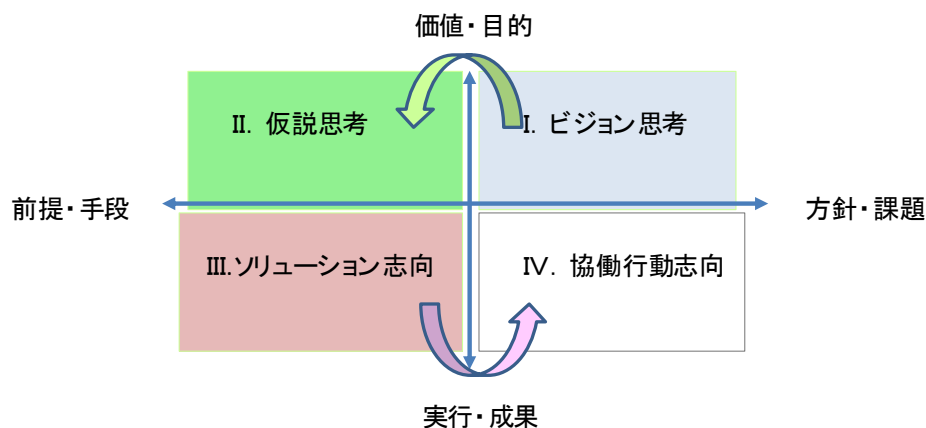 価値・目的
II. 仮説思考
I. ビジョン思考
前提・手段
方針・課題
III.ソリューション志向
IV. 協働行動志向
実行・成果